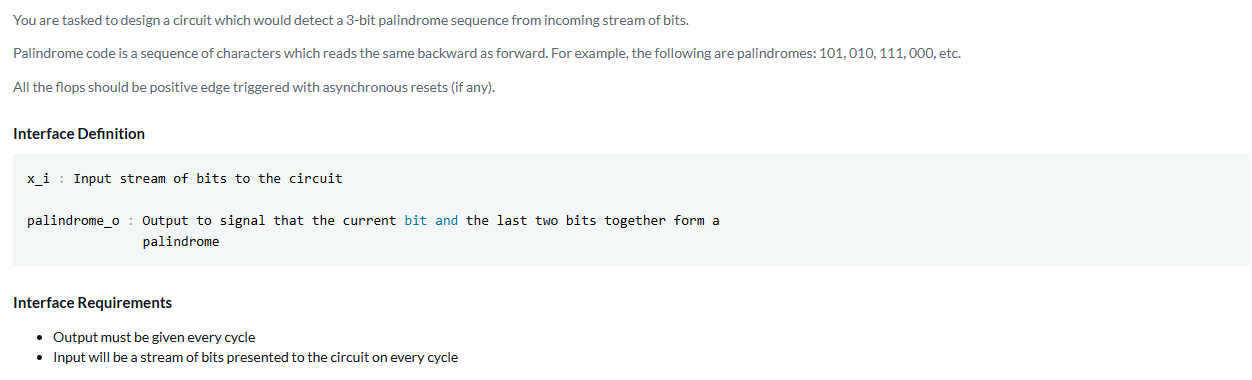 You are tasked to design a circuit which would detect a 3-bit palindrome sequence from incoming stream of bits.
Palindrome code is a sequence of characters which reads the same backward as forward. For example, the following are palindromes: 101, 010, 111, 000, etc.
All the flops should be positive edge triggered with asynchronous resets (if any).
Interface Definition
x_i : Input stream of bits to the circuit
palindrome_o : Output to signal that the current bit and the last two bits together form a
palindrome
Interface Requirements
• Output must be given every cycle
• Input will be a stream of bits presented to the circuit on every cycle